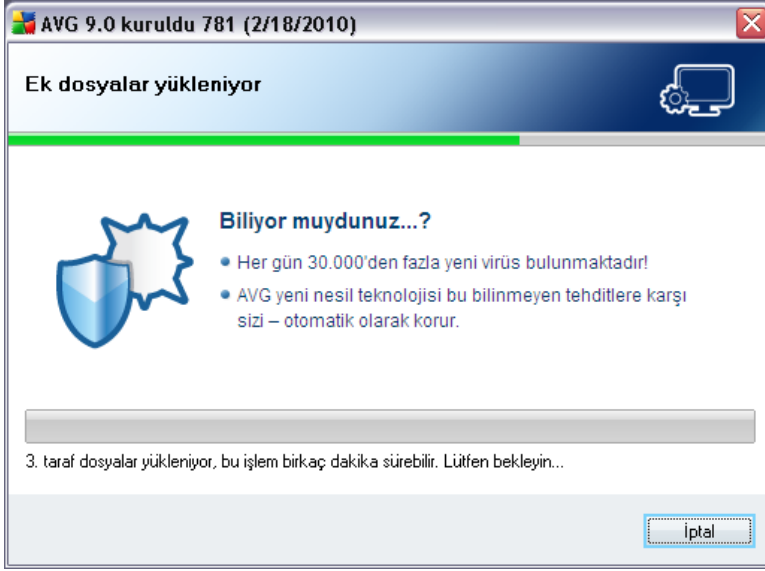 AVG 9.0 kuruldu 781 (2/18/2010)
Ek dosyalar yükleniyor
Biliyor muydunuz...?
Her gün 30.000'den fazla yeni virüs bulunmaktadır!
AVG yeni nesil teknolojisi bu bilinmeyen tehditlere karşı
sizi – otomatik olarak korur.
3. taraf dosyalar yükleniyor, bu işlem birkaç dakika sürebilir. Lütfen bekleyin...
İptal